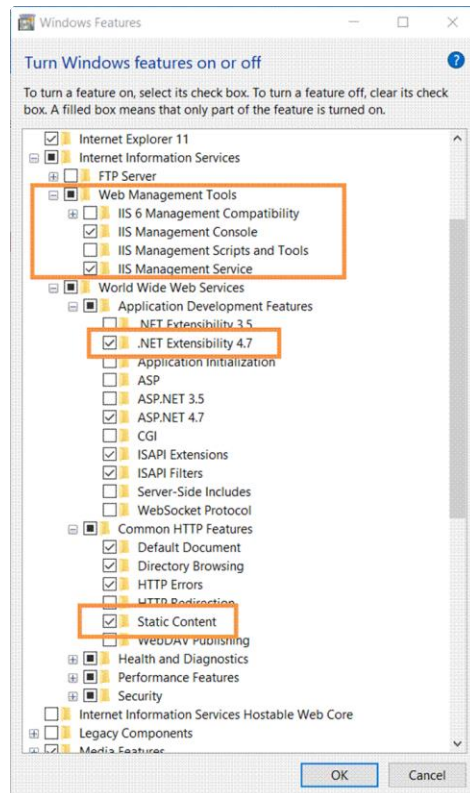 Windows Features
Turn Windows features on or off
To turn a feature on, select its check box. To turn a feature off, clear its check
box. A filled box means that only part of the feature is turned on.
Internet Explorer 11
Internet Information Services
FTP Server
Web Management Tools
IIS 6 Management Compatibility
IIS Management Console
IIS Management Scripts and Tools
IIS Management Service
World Wide Web Services
Application Development Features
.NET Extensibility 3.5
.NET Extensibility 4.7
Application Initialization
ASP
ASP.NET 3.5
ASP.NET 4.7
CGI
ISAPI Extensions
ISAPI Filters
Server-Side Includes
WebSocket Protocol
Common HTTP Features
Default Document
Directory Browsing
HTTP Errors
HTTP Redirection
Static Content
WebDAV Publishing
Health and Diagnostics
Performance Features
Security
Internet Information Services Hostable Web Core
Legacy Components
Media Features
OK Cancel